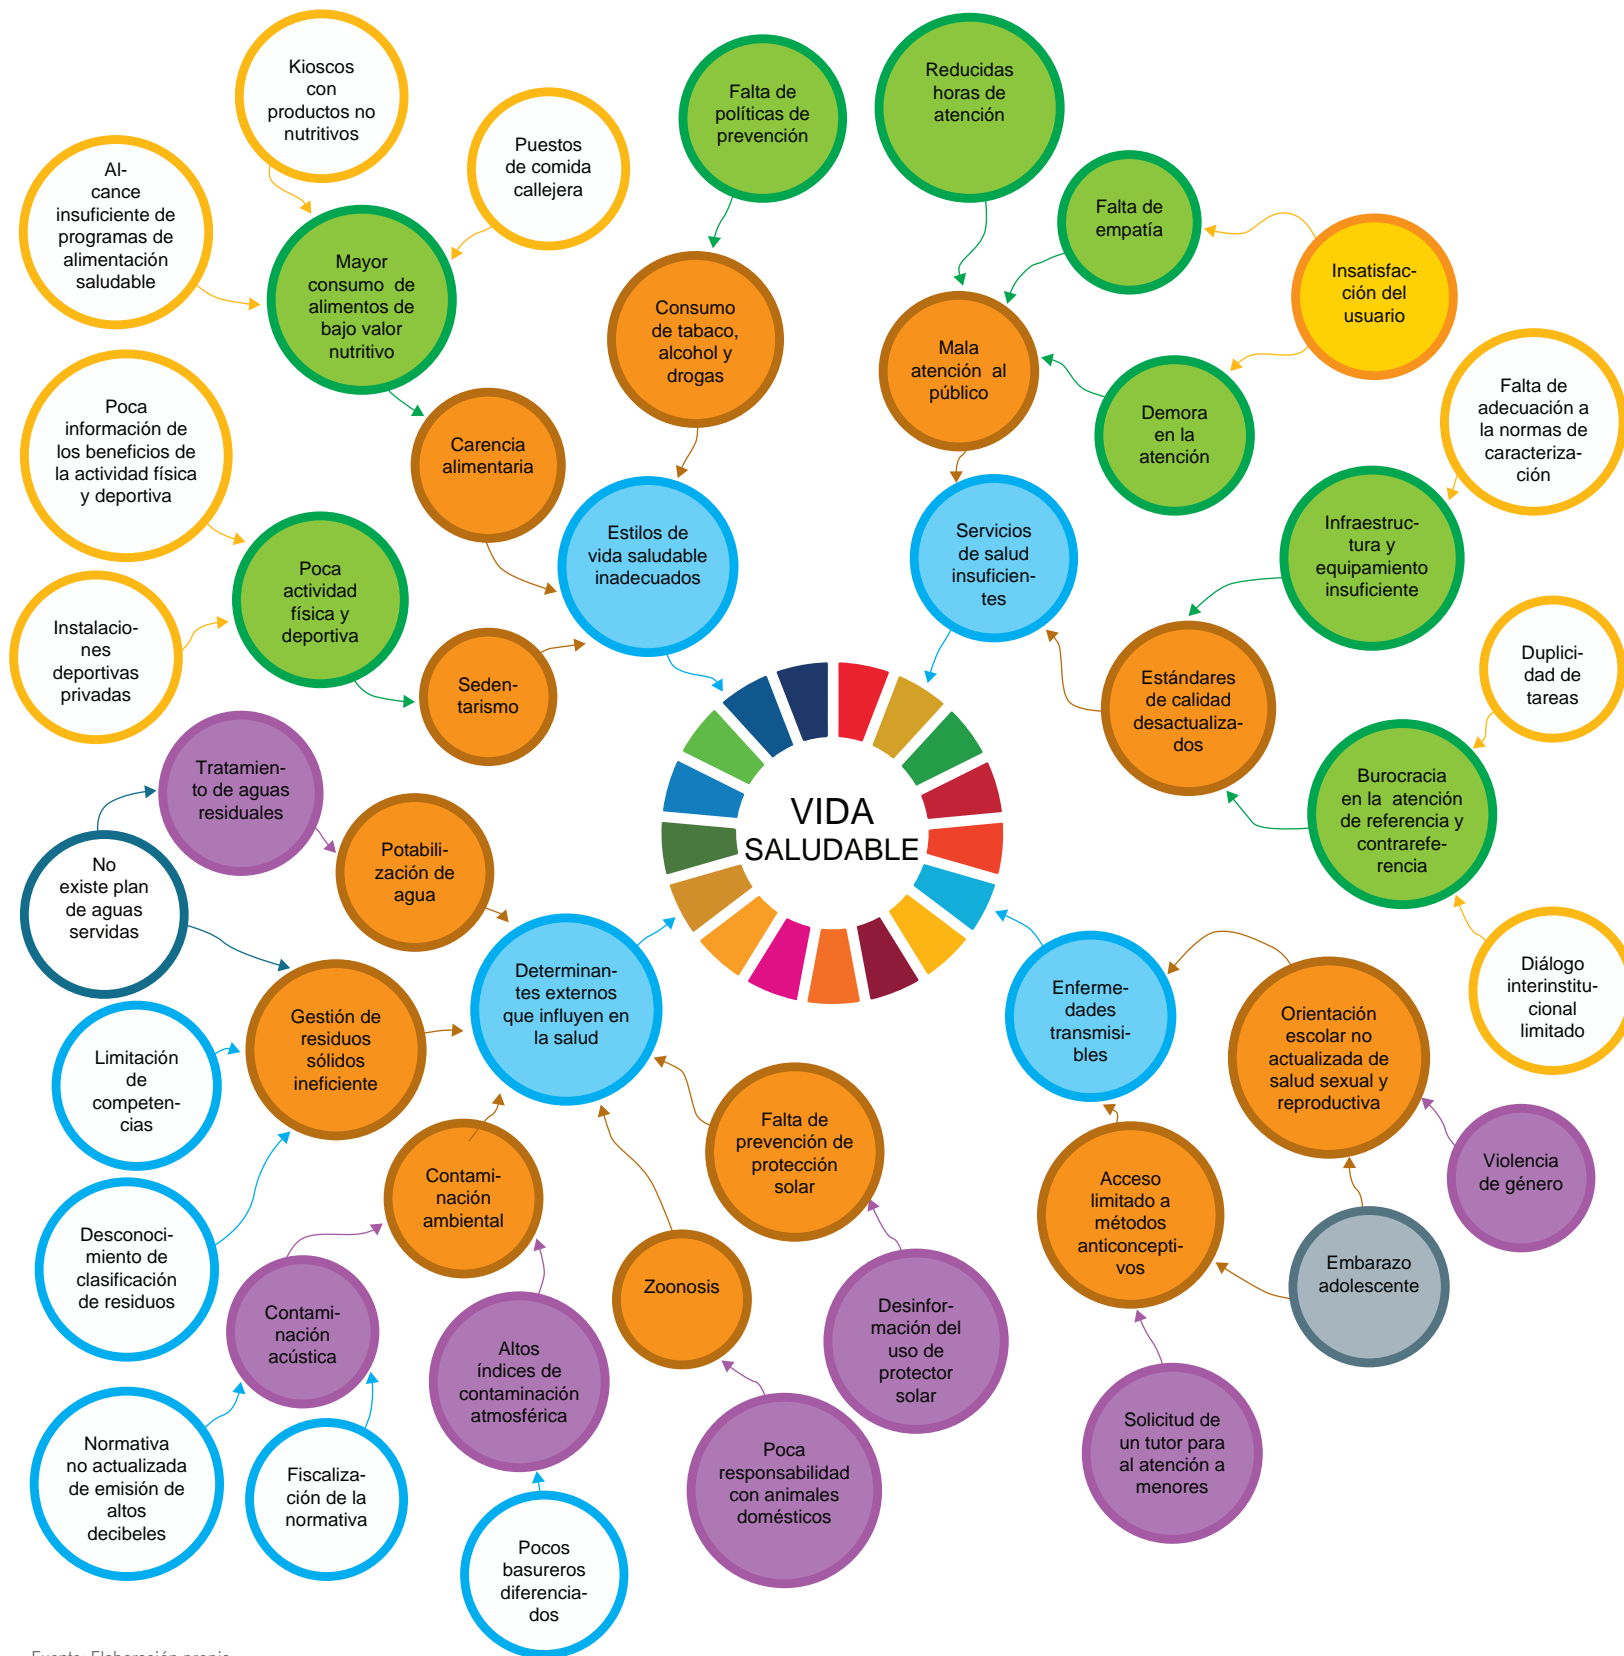 Kioscos
con
productos no
nutritivos
Puestos
de comida
callejera
Al-
cance
insuficiente de
programas de
alimentación
saludable
Mayor
consumo  de
alimentos de
bajo valor
nutritivo
Falta de
políticas de
prevención
Consumo
de tabaco,
alcohol y
drogas
Reducidas
horas de
atención
Falta de
empatía
Insatisfac-
ción del
usuario
Mala
atención  al
público
Demora
en la
atención
Falta de
adecuación a
la normas de
caracteriza-
ción
Poca
información de
los beneficios de
la actividad física
y deportiva
Carencia
alimentaria
Estilos de
vida saludable
inadecuados
Servicios
de salud
insuficien-
tes
Infraestruc-
tura y
equipamiento
insuficiente
Poca
actividad
física y
deportiva
Instalacio-
nes
deportivas
privadas
Seden-
tarismo
Estándares
de calidad
desactualiza-
dos
Duplici-
dad de
tareas
Tratamien-
to de aguas
residuales
Potabili-
zación de
agua
VIDA
SALUDABLE
Burocracia
en la  atención
de referencia y
contrarefe-
rencia
No
existe plan
de aguas
servidas
Determinan-
tes externos
que influyen en
la salud
Enferme-
dades
transmisi-
bles
Orientación
escolar no
actualizada de
salud sexual y
reproductiva
Diálogo
interinstitu-
cional
limitado
Gestión de
residuos
sólidos
ineficiente
Limitación
de
competen-
cias
Falta de
prevención de
protección
solar
Contami-
nación
ambiental
Acceso
limitado a
métodos
anticoncepti-
vos
Violencia
de género
Desconoci-
miento de
clasificación
de residuos
Zoonosis
Embarazo
adolescente
Contami-
nación
acústica
Altos
índices de
contaminación
atmosférica
Desinfor-
mación del
uso de
protector
solar
Normativa
no actualizada
de emisión de
altos
decibeles
Fiscaliza-
ción de la
normativa
Poca
responsabilidad
con animales
domésticos
Solicitud de
un tutor para
al atención a
menores
Pocos
basureros
diferencia-
dos
Fuente: Elaboración propia